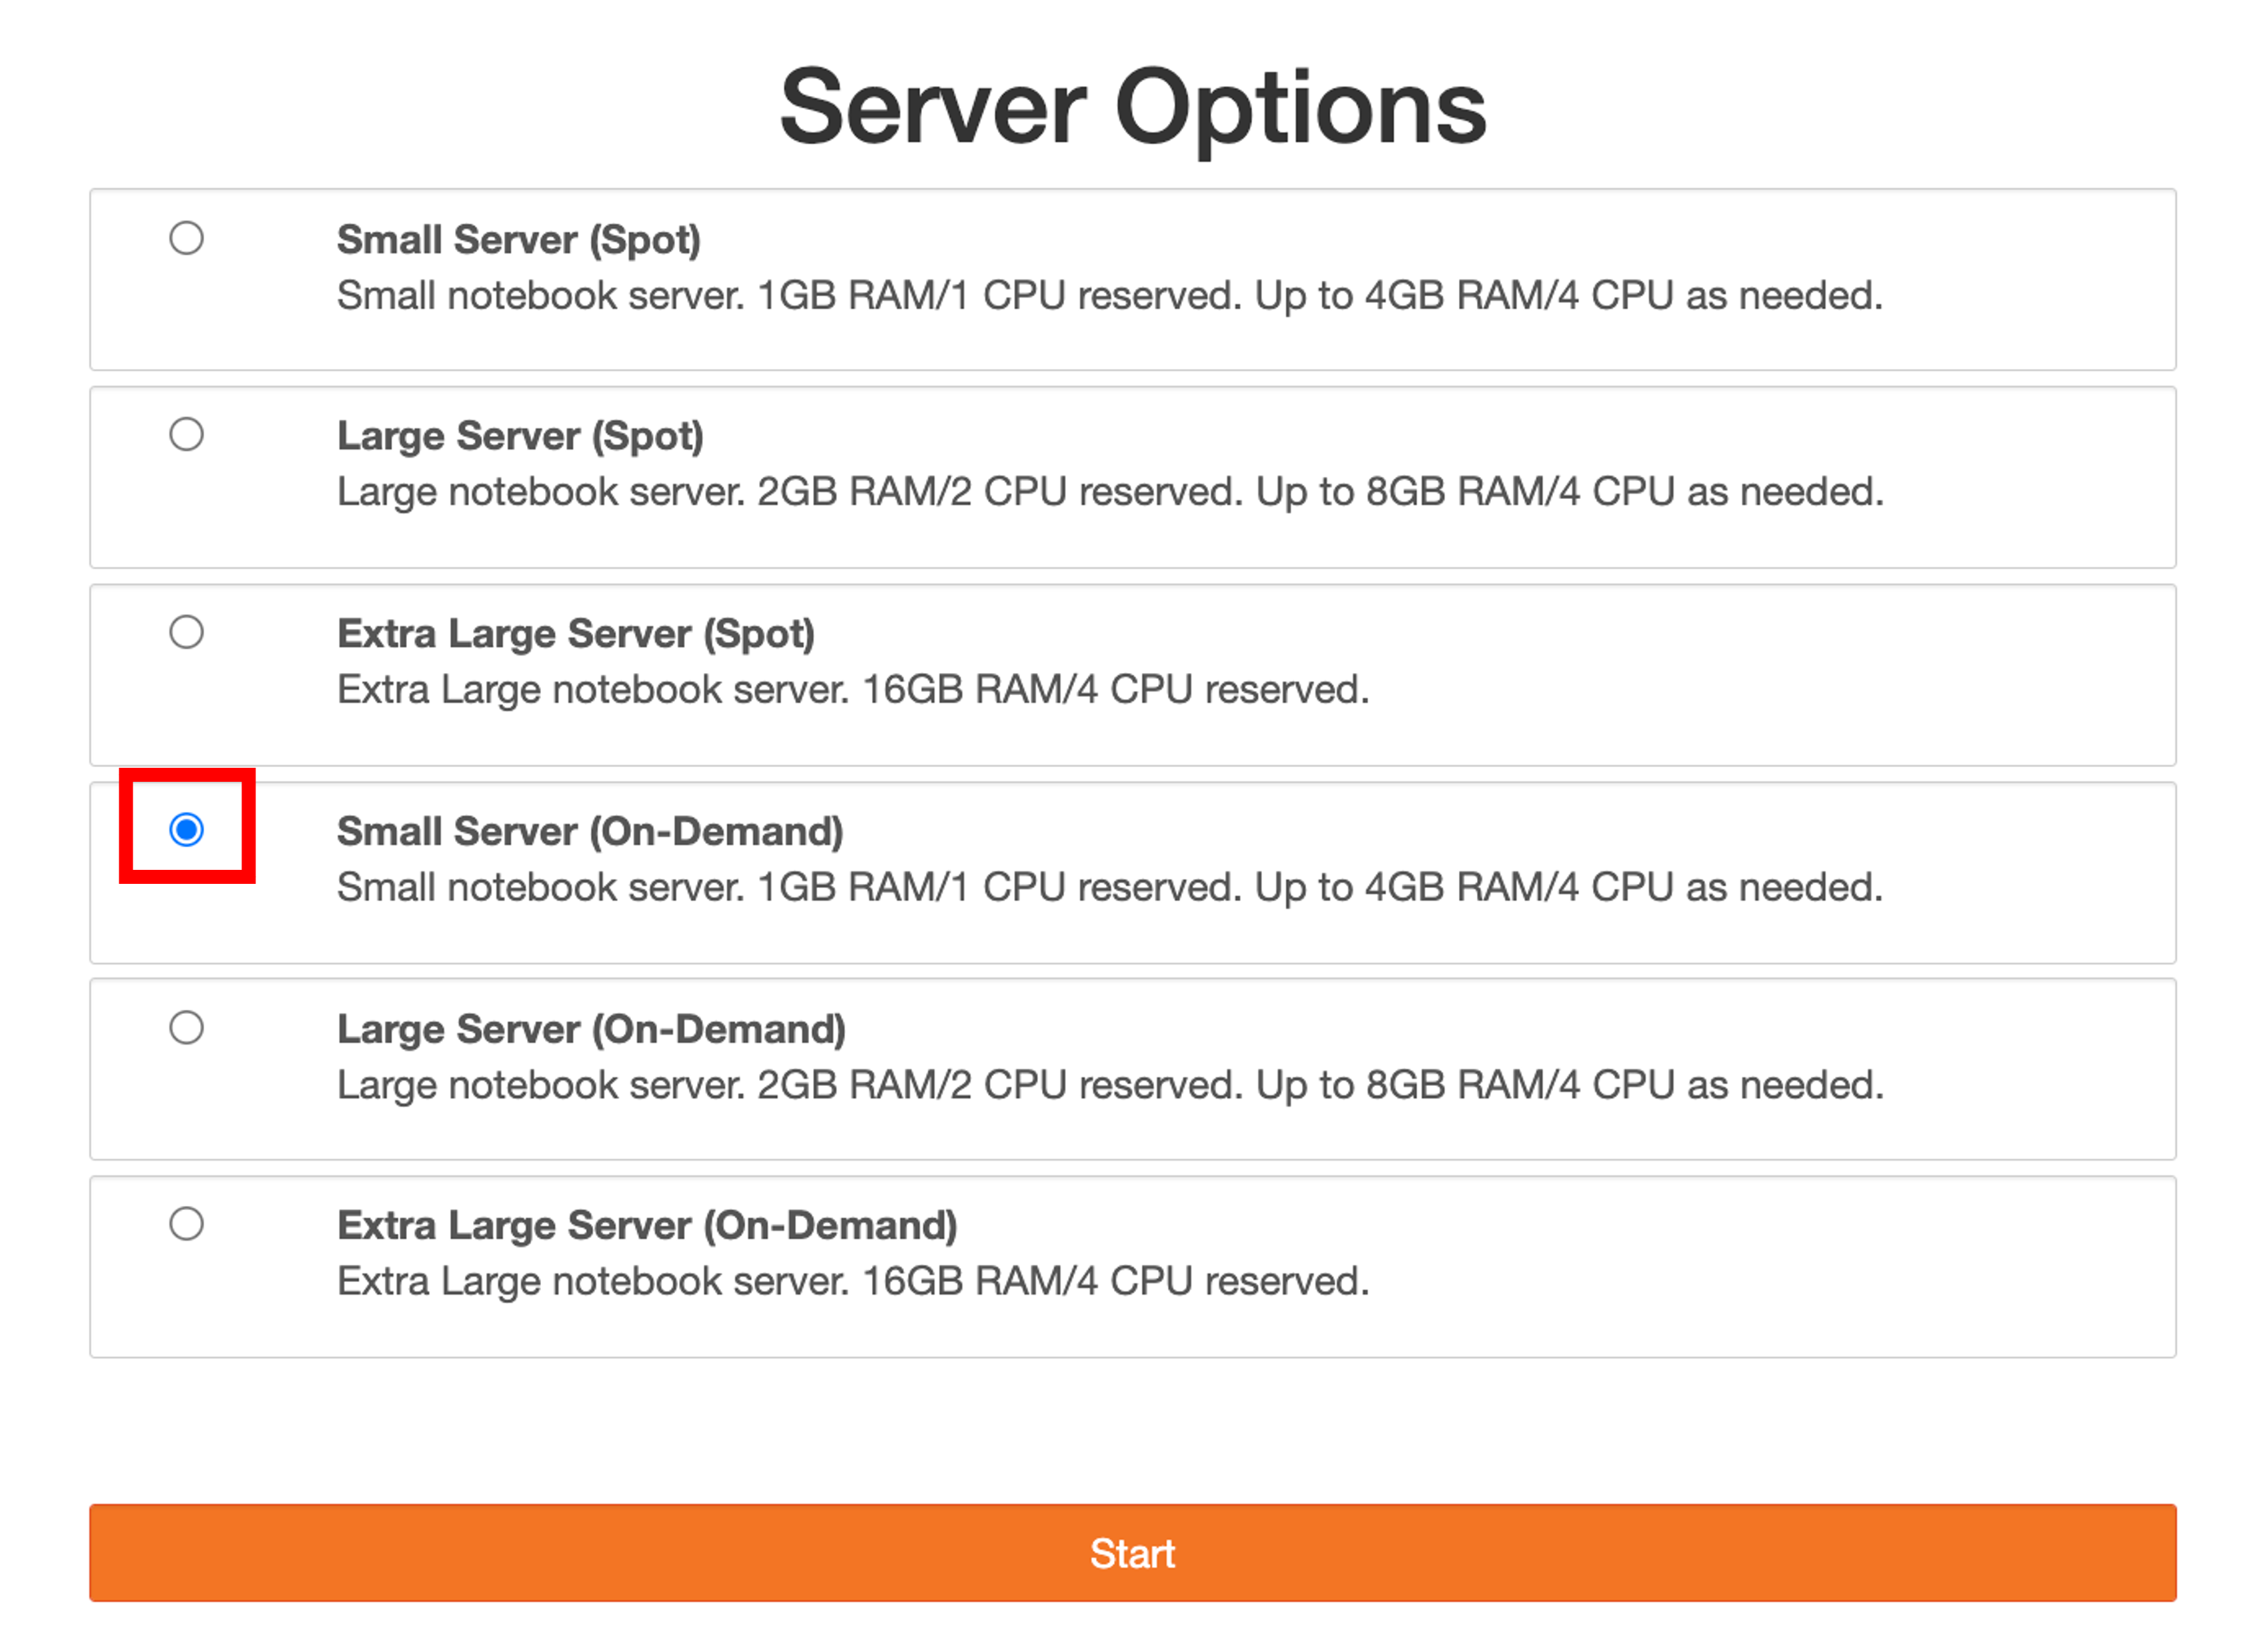 Server Options
Small Server (Spot)
Small notebook server. 1GB RAM/1 CPU reserved. Up to 4GB RAM/4 CPU as needed.
Large Server (Spot)
Large notebook server. 2GB RAM/2 CPU reserved. Up to 8GB RAM/4 CPU as needed.
Extra Large Server (Spot)
Extra Large notebook server. 16GB RAM/4 CPU reserved.
Small Server (On-Demand)
Small notebook server. 1GB RAM/1 CPU reserved. Up to 4GB RAM/4 CPU as needed.
Large Server (On-Demand)
Large notebook server. 2GB RAM/2 CPU reserved. Up to 8GB RAM/4 CPU as needed.
Extra Large Server (On-Demand)
Extra Large notebook server. 16GB RAM/4 CPU reserved.
Start